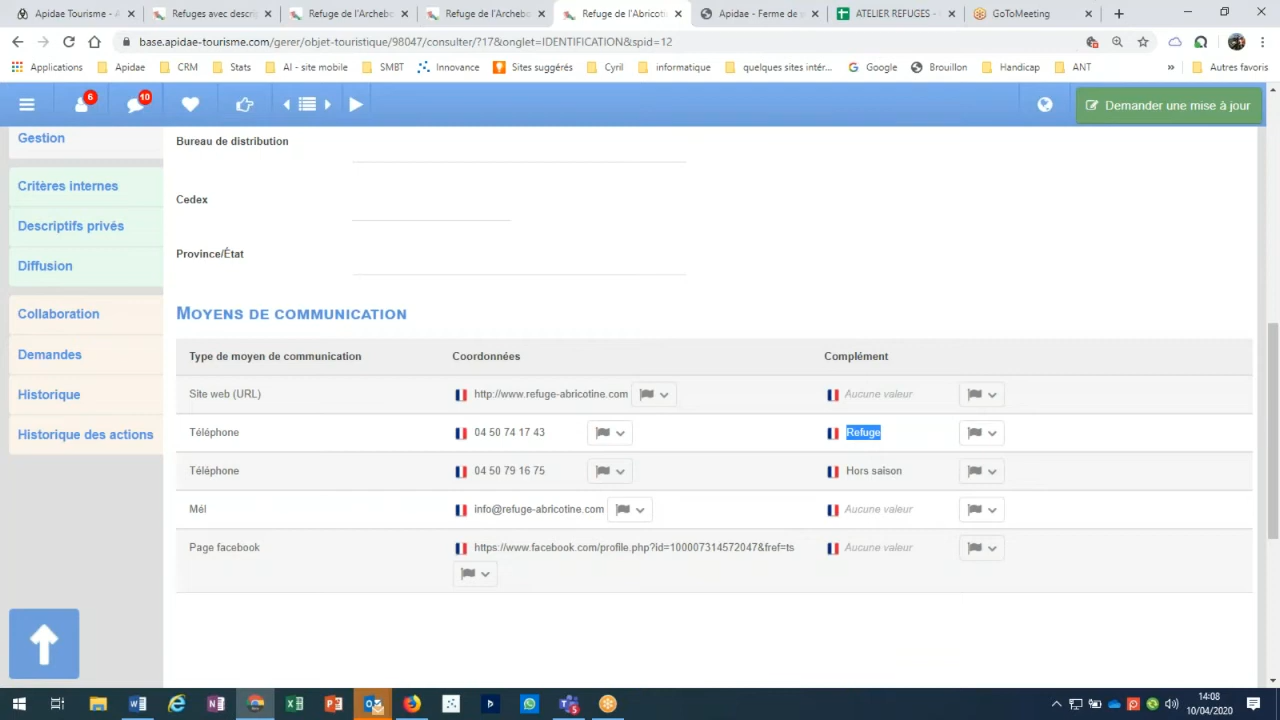 Apidae Tourisme - A
Refuges avec descrip
Refuge de l'Archebo
Refuge de l'Archebo
Refuge de l'Abricoti
Apidae - Ferme de s
ATELIER REFUGES -
GoToMeeting
base.apidae-tourisme.com/gerer/objet-touristique/98047/consulter/?17&onglet=IDENTIFICATION&spid=12
Applications
Apidae
CRM
Stats
AI - site mobile
SMBT
Innovance
Sites suggérés
Cyril
informatique
quelques sites intér...
Google
Brouillon
Handicap
ANT
»
Autres favoris
6
10
Demander une mise à jour
Gestion
Critères internes
Descriptifs privés
Diffusion
Collaboration
Demandes
Historique
Historique des actions
Bureau de distribution
Cedex
Province/État
MOYENS DE COMMUNICATION
Type de moyen de communication Coordonnées Complément
Site web (URL) http://www.refuge-abricotine.com Aucune valeur
Téléphone 04 50 74 17 43 Refuge
Téléphone 04 50 79 16 75 Hors saison
Mél info@refuge-abricotine.com Aucune valeur
Page facebook https://www.facebook.com/profile.php?id=100007314572047&fref=ts Aucune valeur
14:08
10/04/2020